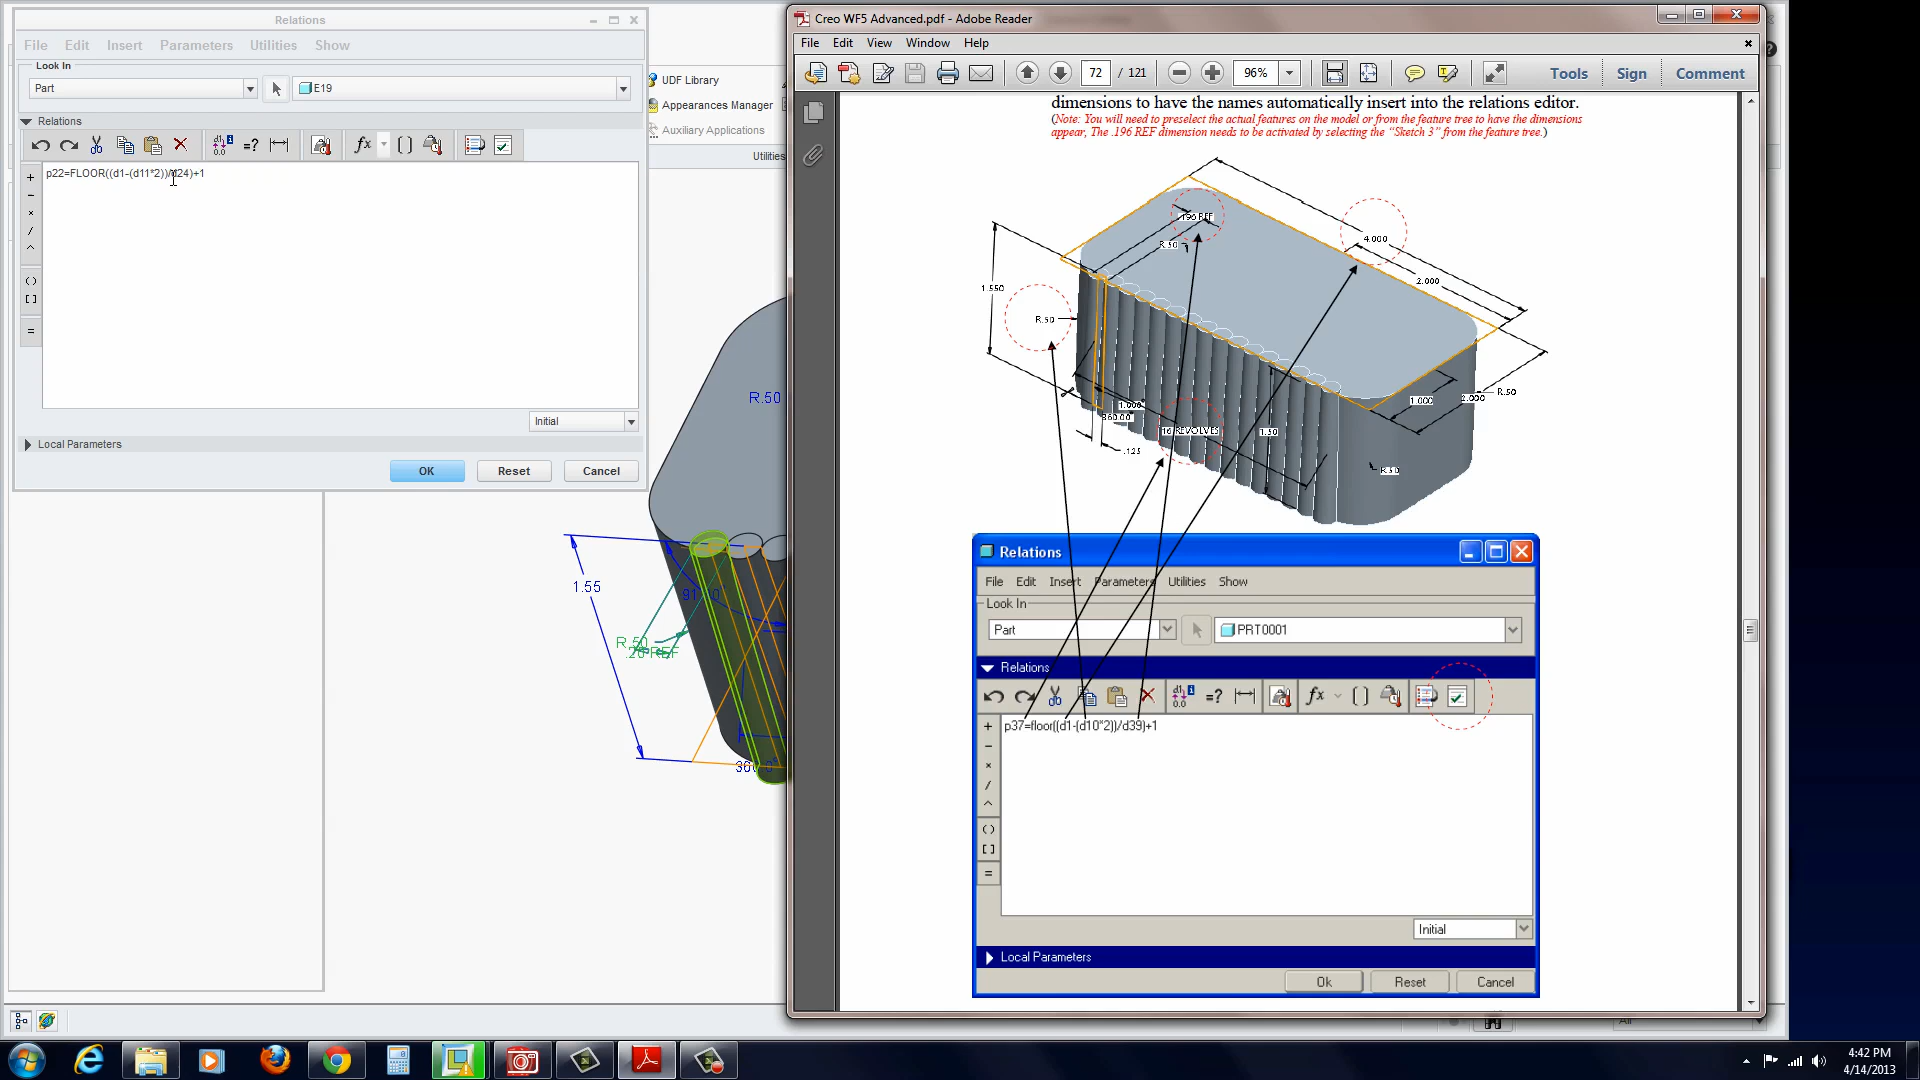 Relations
File Edit Insert Parameters Utilities Show
Look In
Part
E19
Relations
p22=FLOOR((d1-(d11*2))/d24)+1
Initial
Local Parameters
OK Reset Cancel
UDF Library
Appearances Manager
Auxiliary Applications
Utilities
R.50
1.55
R.50
.20 REF
Creo WF5 Advanced.pdf - Adobe Reader
File Edit View Window Help
72 / 121
96%
Tools Sign Comment
dimensions to have the names automatically insert into the relations editor.
(Note: You will need to preselect the actual features on the model or from the feature tree to have the dimensions
appear, The .196 REF dimension needs to be activated by selecting the “Sketch 3” from the feature tree.)
.196 REF
4.000
R.50
2.000
1.550
R.50
1.000
2.000
R.50
1.000
360.00
16 REVOLVES
1.50
.125
R.50
Relations
File Edit Insert Parameters Utilities Show
Look In
Part
PRT0001
Relations
p37=floor((d1-(d10*2))/d39)+1
Initial
Local Parameters
Ok Reset Cancel
4:42 PM
4/14/2013